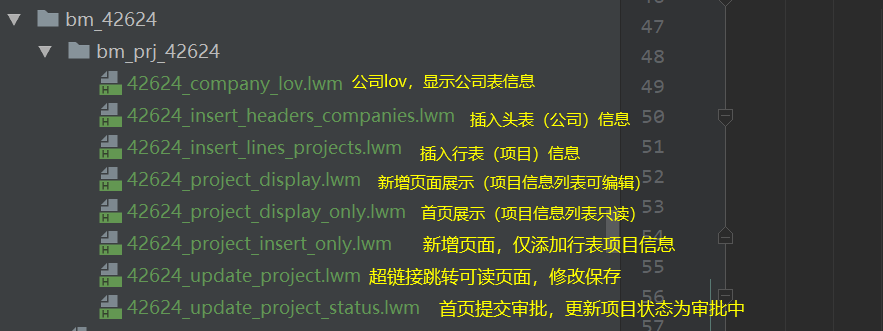 bm_42624
bm_prj_42624
42624_company_lov.lwm 公司lov，显示公司表信息
42624_insert_headers_companies.lwm 插入头表（公司）信息
42624_insert_lines_projects.lwm 插入行表（项目）信息
42624_project_display.lwm 新增页面展示（项目信息列表可编辑）
42624_project_display_only.lwm 首页展示（项目信息列表只读）
42624_project_insert_only.lwm 新增页面，仅添加行表项目信息
42624_update_project.lwm 超链接跳转可读页面，修改保存
42624_update_project_status.lwm 首页提交审批，更新项目状态为审批中
47
48
49
50
51
52
53
54
55
56
57